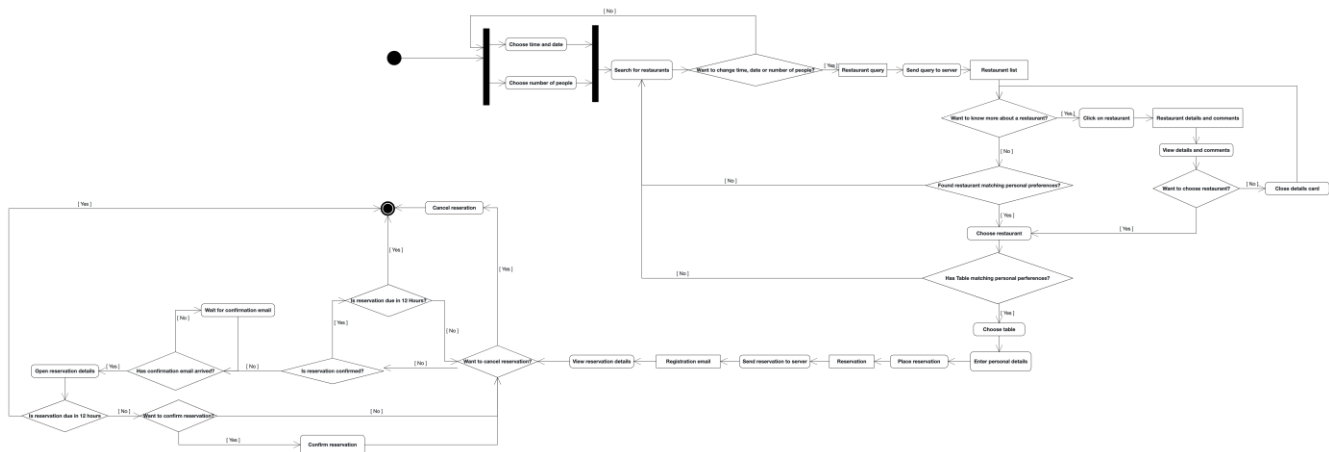 [ No ]
Choose time and date
Choose number of people
Search for restaurants
Want to change time, date or number of people?
[ Yes ]
Restaurant query
Send query to server
Restaurant list
Want to know more about a restaurant?
[ Yes ]
Click on restaurant
Restaurant details and comments
View details and comments
[ No ]
Want to choose restaurant?
[ No ]
Close details card
[ No ]
Found restaurant matching personal preferences?
[ Yes ]
[ Yes ]
Choose restaurant
[ No ]
Has Table matching personal perferences?
[ Yes ]
Choose table
Enter personal details
Place reservation
Reservation
Send reservation to server
Registration email
View reservation details
Want to cancel reservation?
[ Yes ]
Cancel reseration
[ No ]
Is reservation confirmed?
[ Yes ]
Is reservation due in 12 Hours?
[ Yes ]
[ No ]
[ No ]
Has confirmation email arrived?
[ No ]
Wait for confirmation email
[ Yes ]
Open reservation details
Is reservation due in 12 hours
[ Yes ]
[ No ]
Want to confirm reservation?
[ No ]
[ Yes ]
Confirm reservation